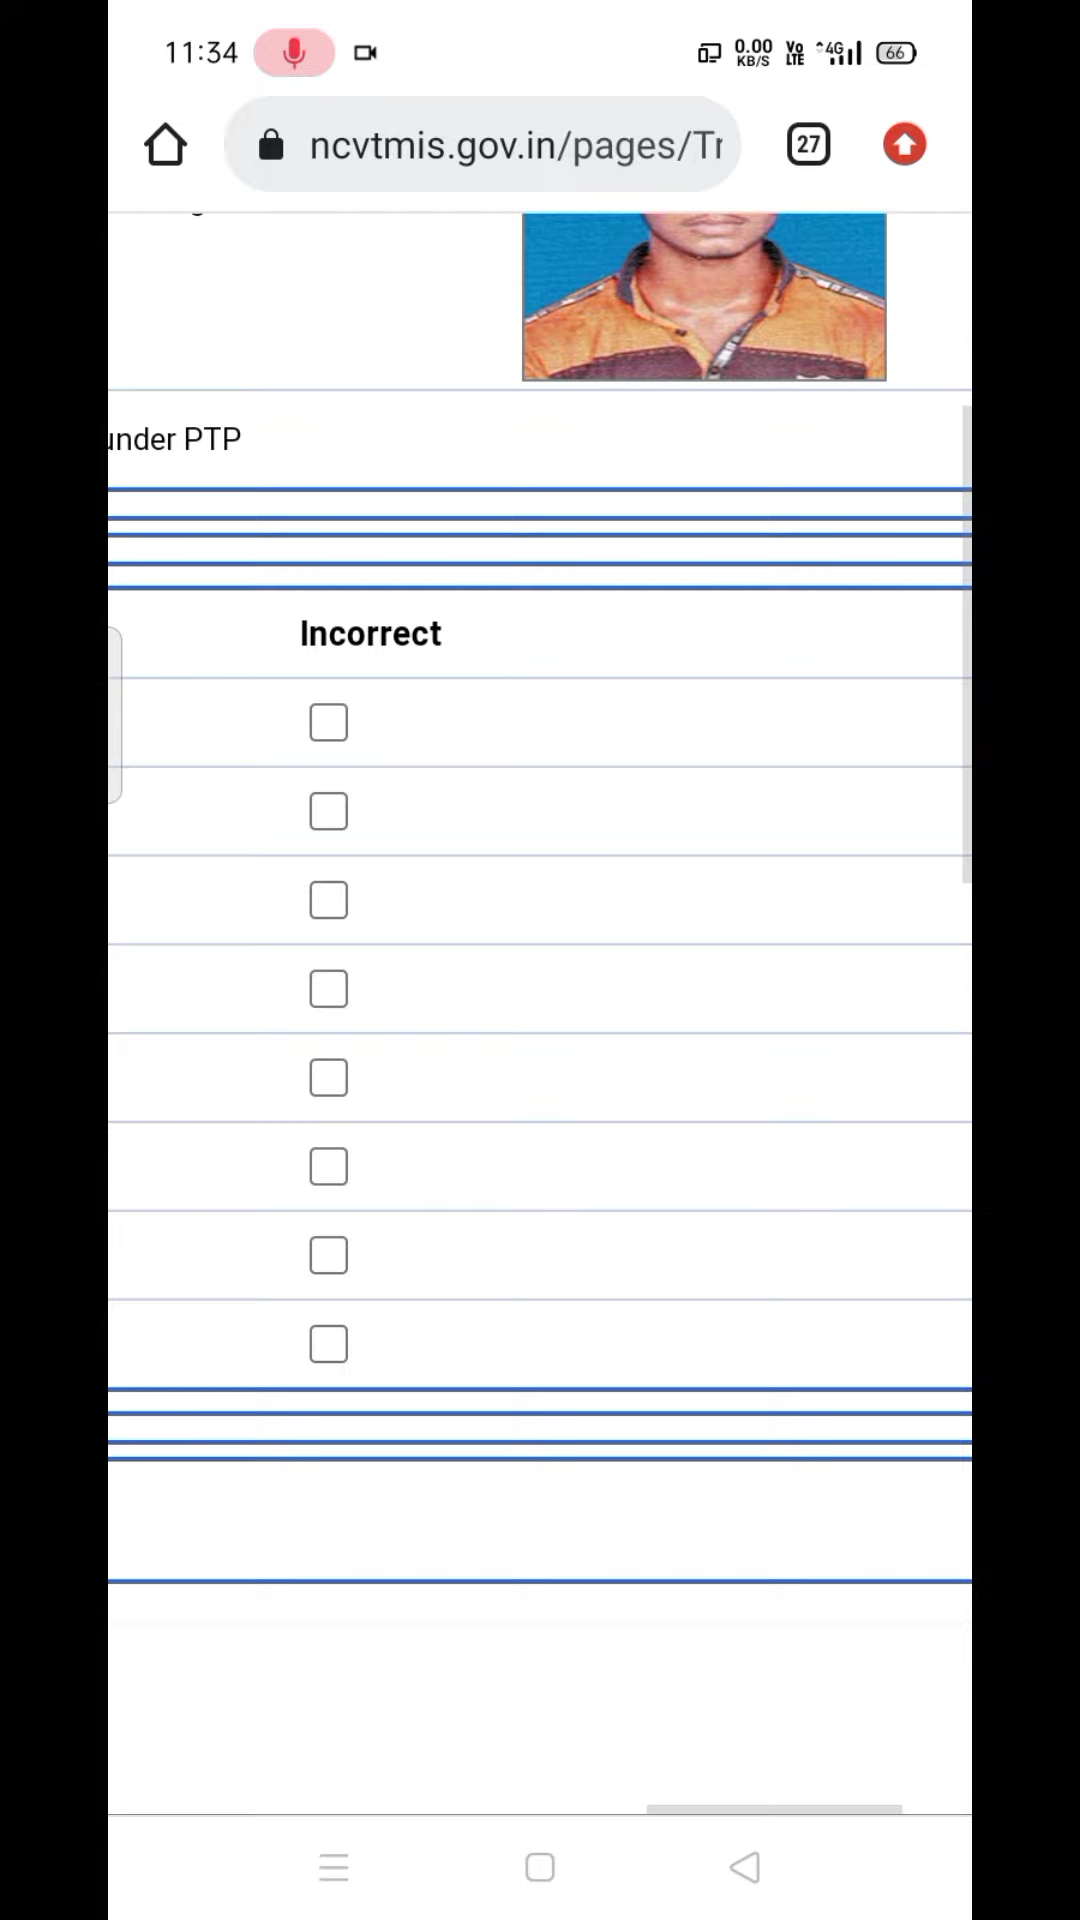 11:34
0.00
KB/S
Vo
LTE
4G
66
ncvtmis.gov.in/pages/Tr
27
under PTP
Incorrect